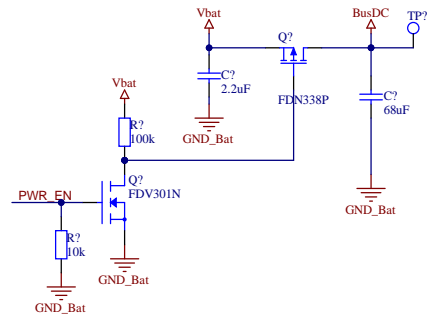 Vbat
BusDC
TP?
Q?
C?
2.2uF
FDN338P
C?
68uF
GND_Bat
GND_Bat
Vbat
R?
100k
Q?
FDV301N
PWR_EN
R?
10k
GND_Bat
GND_Bat